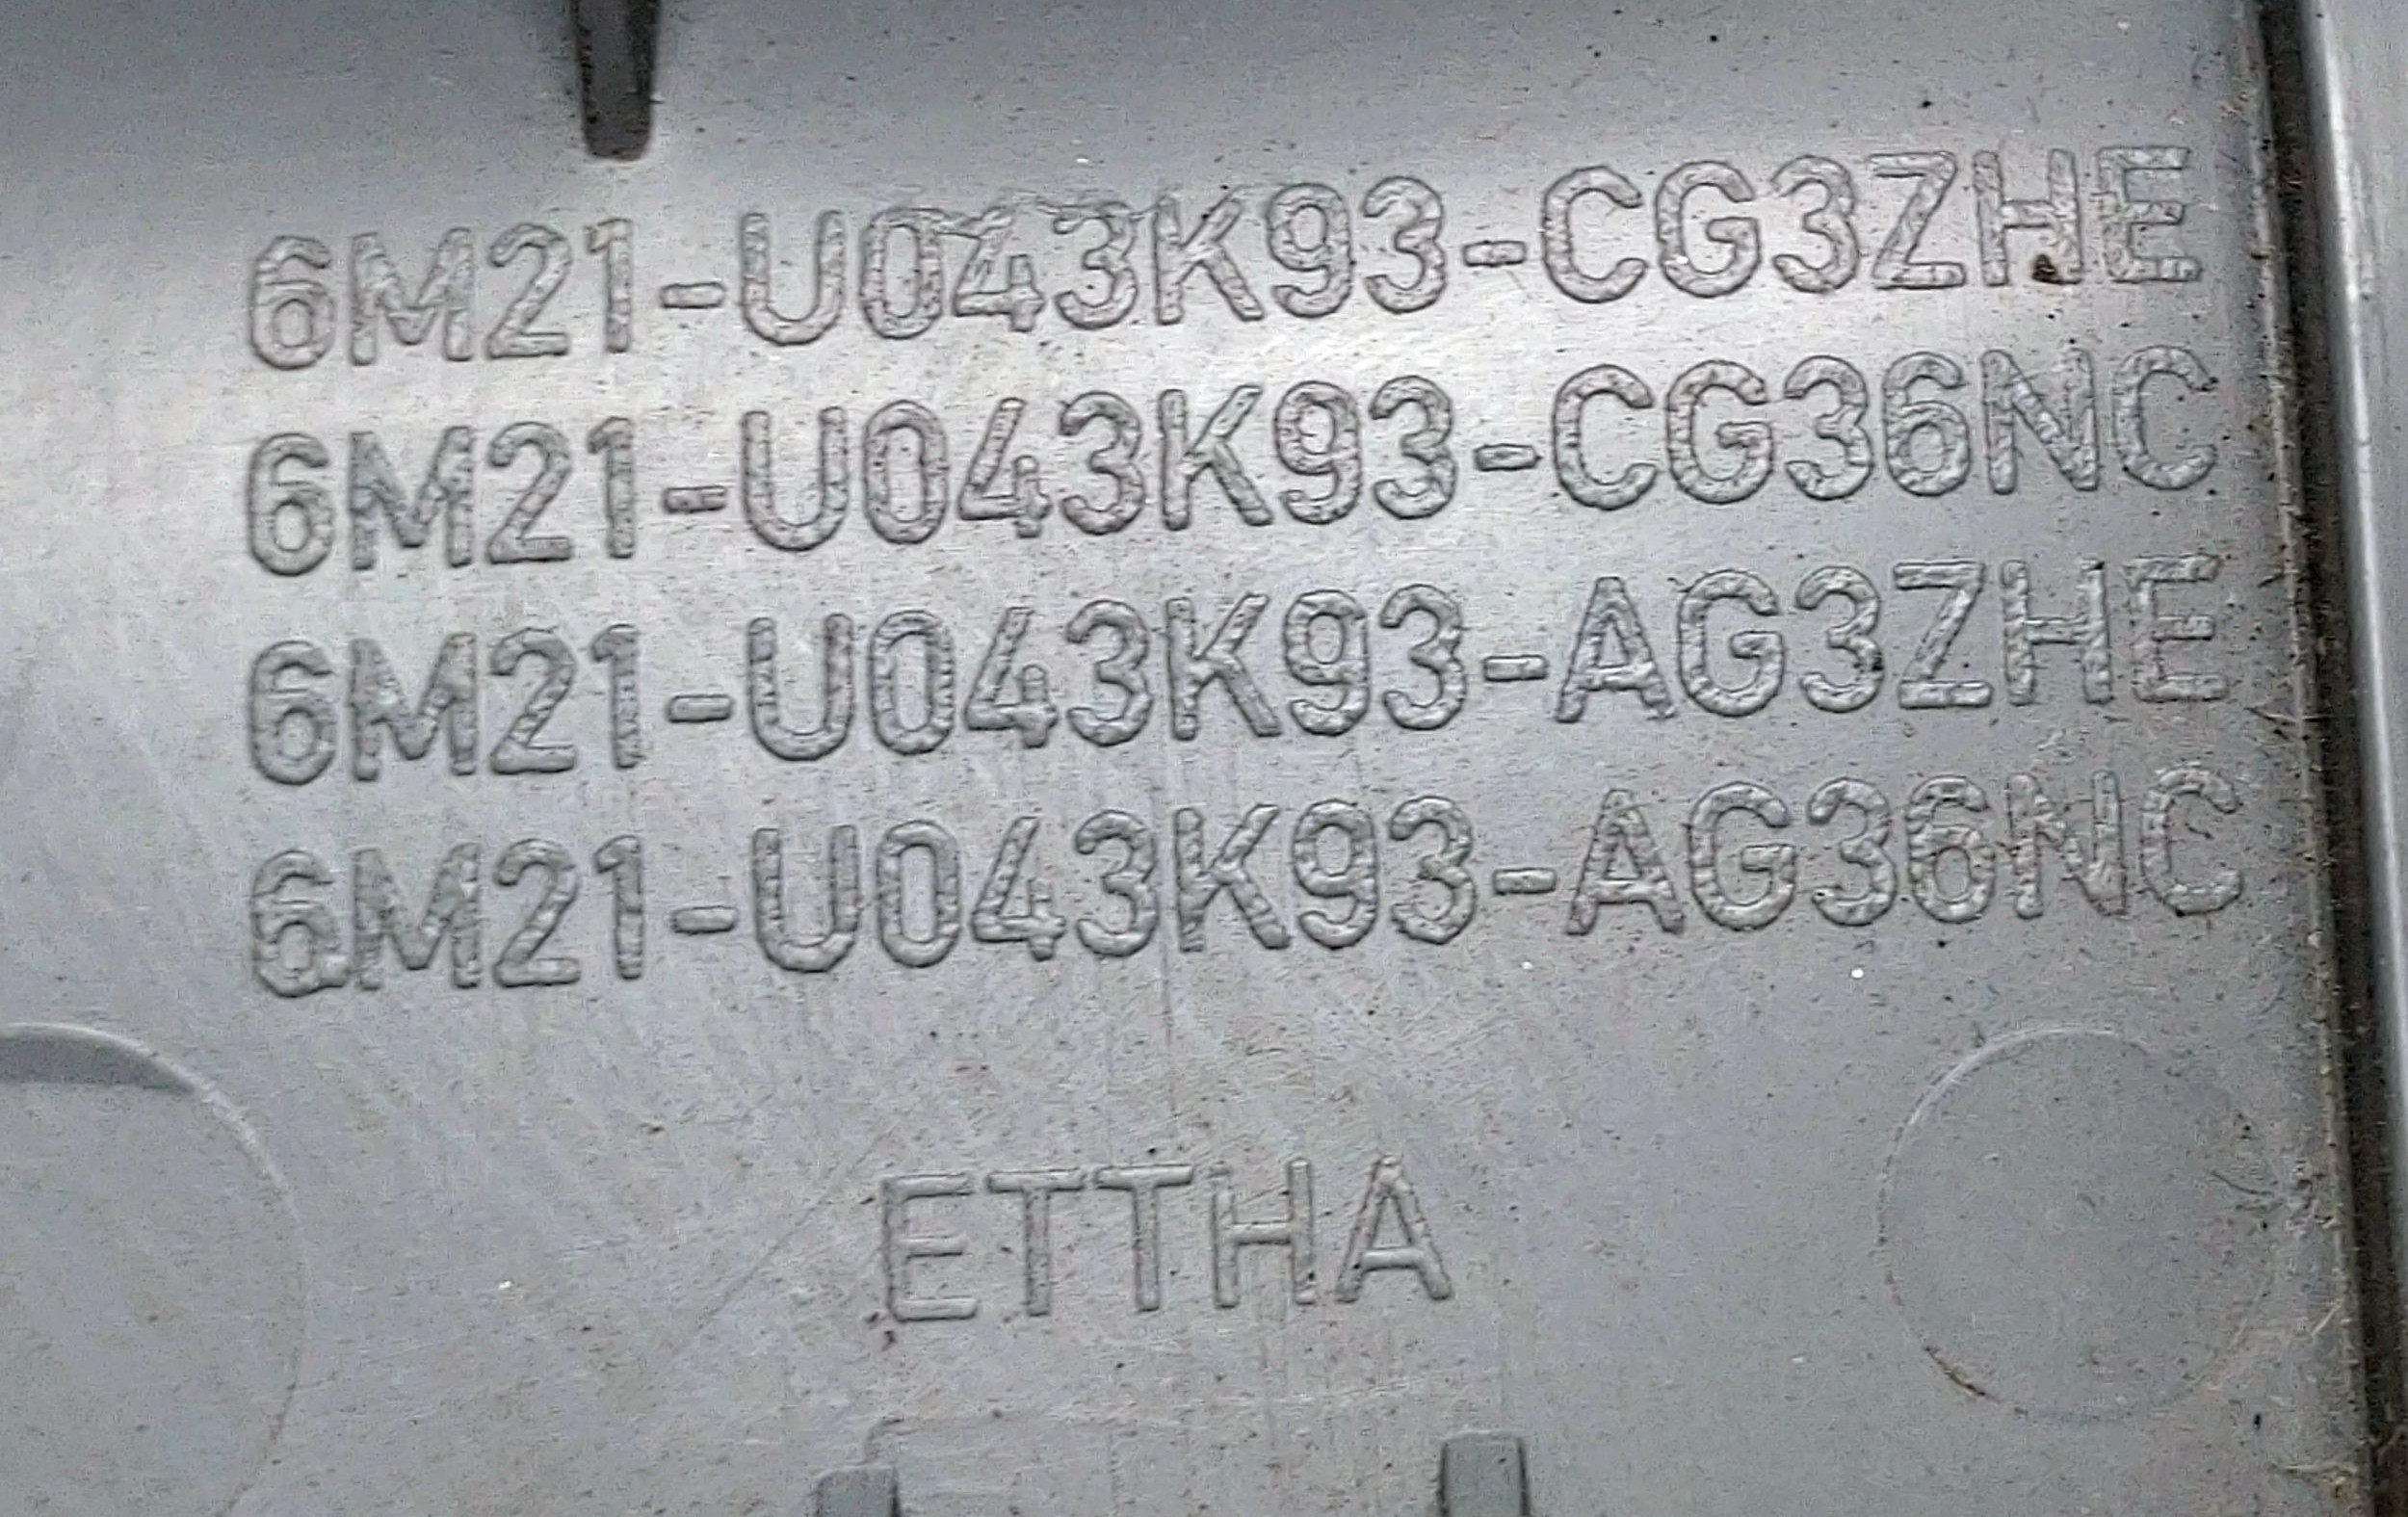 6M21-U043K93-CG3ZHE
6M21-U043K93-CG36NC
6M21-U043K93-AG3ZHE
6M21-U043K93-AG36NC
ETTHA